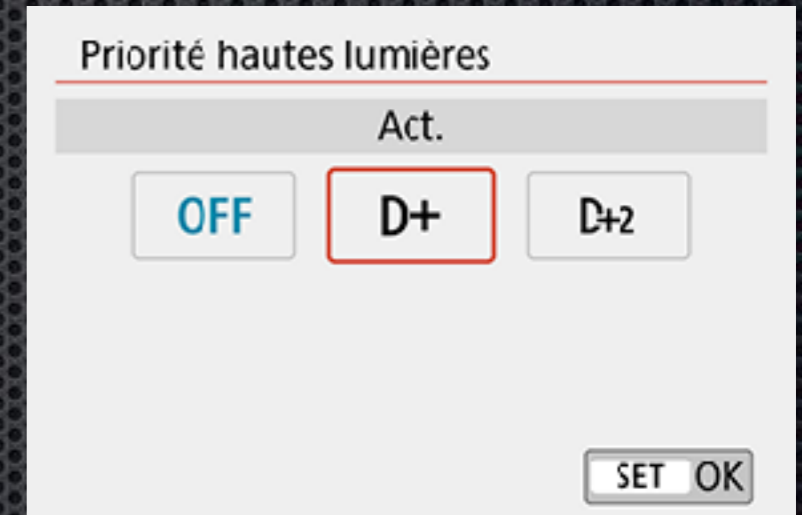 Priorité hautes lumières
Act.
OFF D+ D+2
SET OK